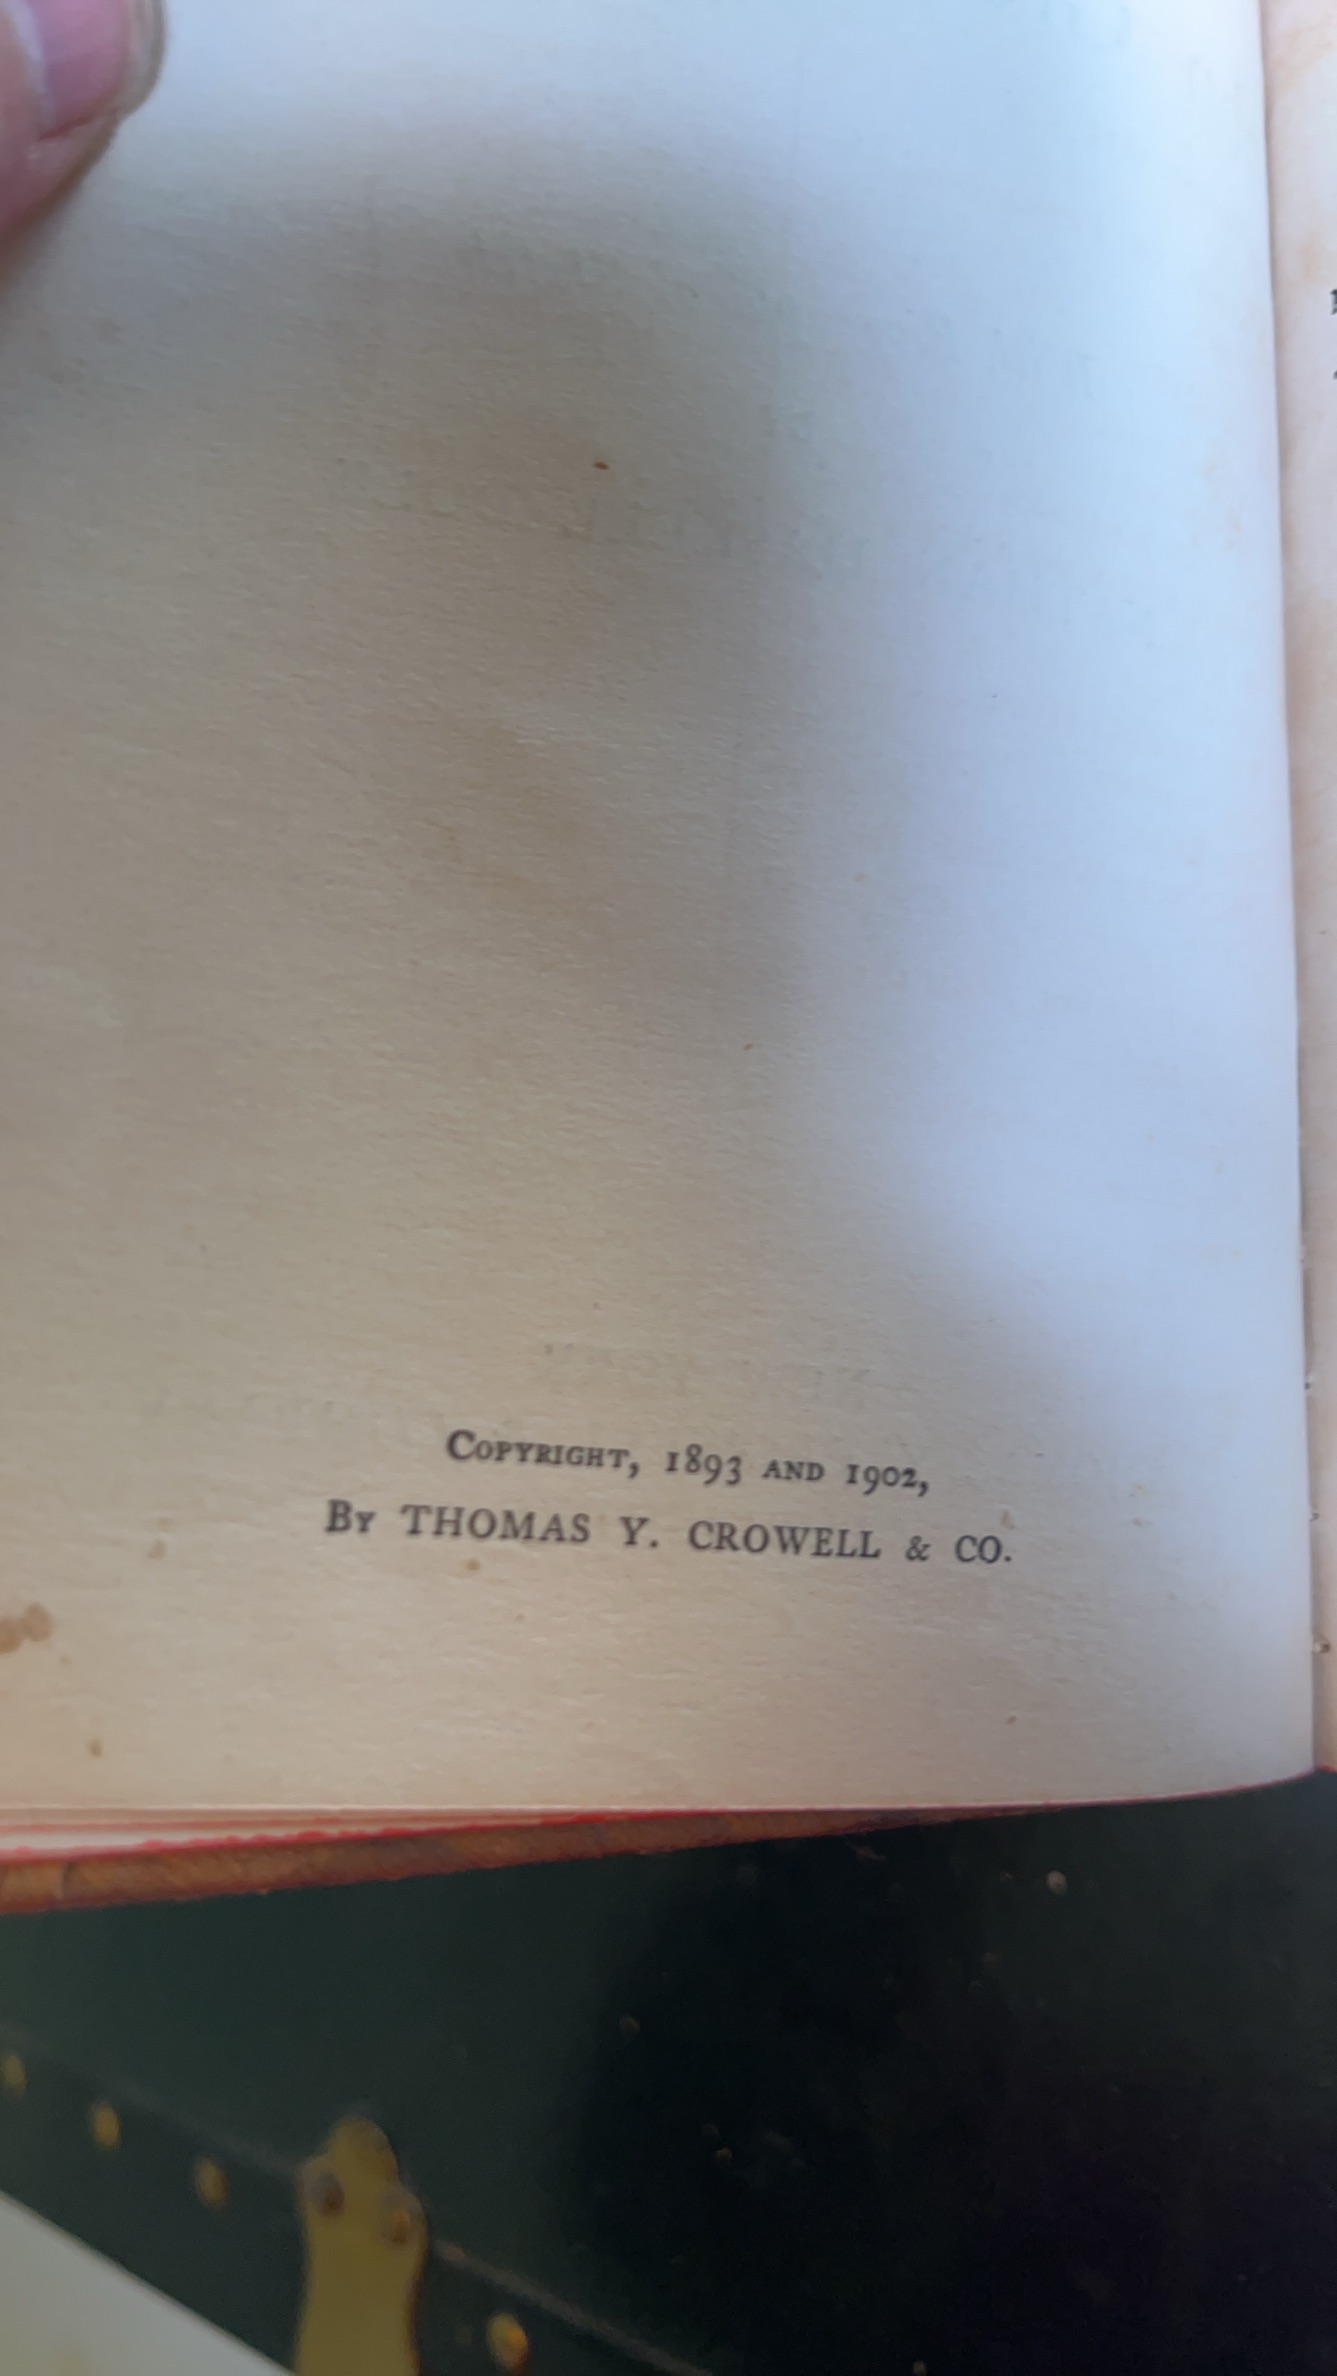 Copyright, 1893 and 1902,
By THOMAS Y. CROWELL & CO.